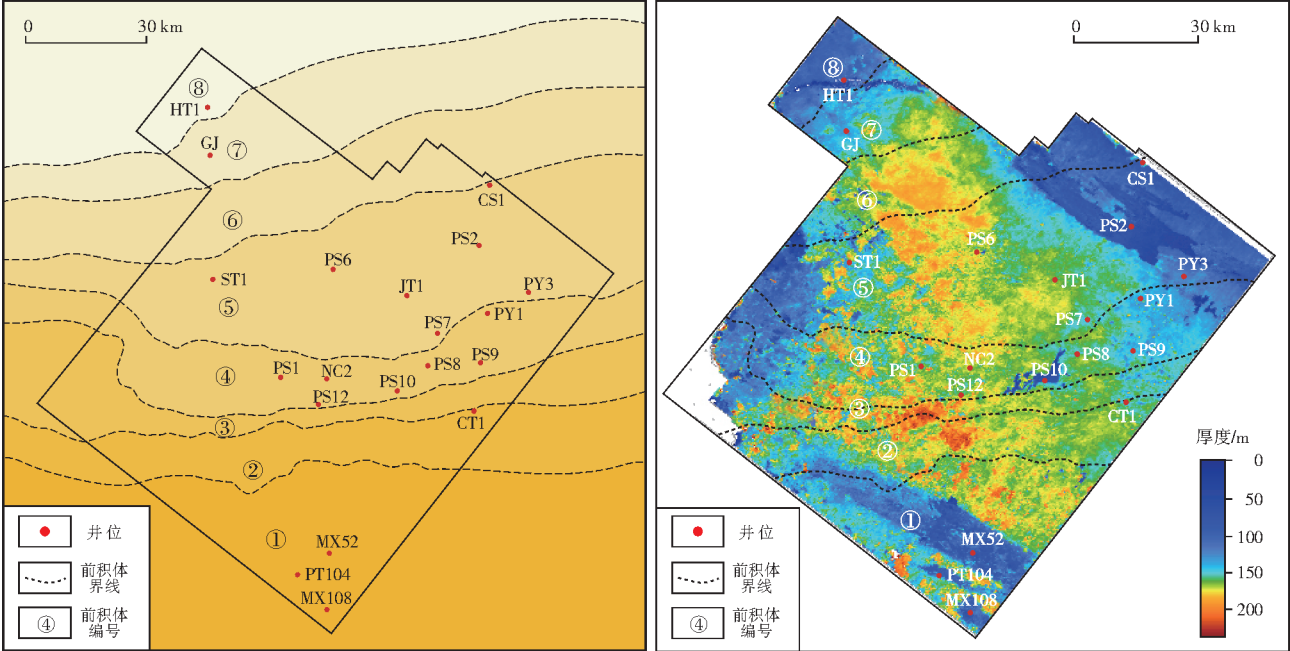 0 30 km
⑧
HT1
GJ
⑦
CS1
⑥
PS2
PS6
ST1
JT1
PY3
⑤
PY1
PS7
PS8
PS9
④
PS1
NC2
PS10
PS12
CT1
③
②
①
MX52
PT104
MX108
井位
前积体
界线
④
前积体
编号
0 30 km
⑧
HT1
⑦
GJ
CS1
⑥
PS2
PS6
ST1
PY3
JT1
⑤
PY1
PS7
④
PS8
PS9
PS1
NC2
PS10
PS12
③
CT1
②
①
MX52
PT104
MX108
厚度/m
0
50
100
150
200
井位
前积体
界线
④
前积体
编号